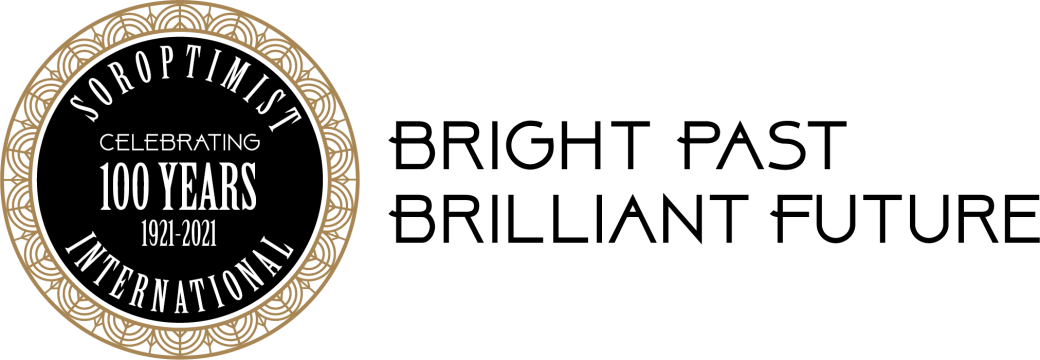 SOROPTIMIST
CELEBRATING
100 YEARS
1921-2021
INTERNATIONAL
BRIGHT PAST
BRILLIANT FUTURE